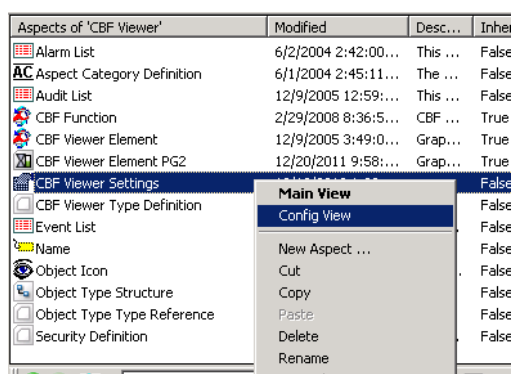 Aspects of 'CBF Viewer' Modified Desc... Inher
Alarm List 6/2/2004 2:42:00... This ... False
AC Aspect Category Definition 6/1/2004 2:45:11... The ... False
Audit List 12/9/2005 12:59:... This ... False
CBF Function 2/29/2008 8:36:5... CBF ... True
CBF Viewer Element 12/9/2005 3:49:0... Grap... True
CBF Viewer Element PG2 12/20/2011 9:58:... Grap... True
CBF Viewer Settings False
CBF Viewer Type Definition False
Event List False
Name False
Object Icon False
Object Type Structure False
Object Type Type Reference False
Security Definition False
Main View
Config View
New Aspect ...
Cut
Copy
Paste
Delete
Rename